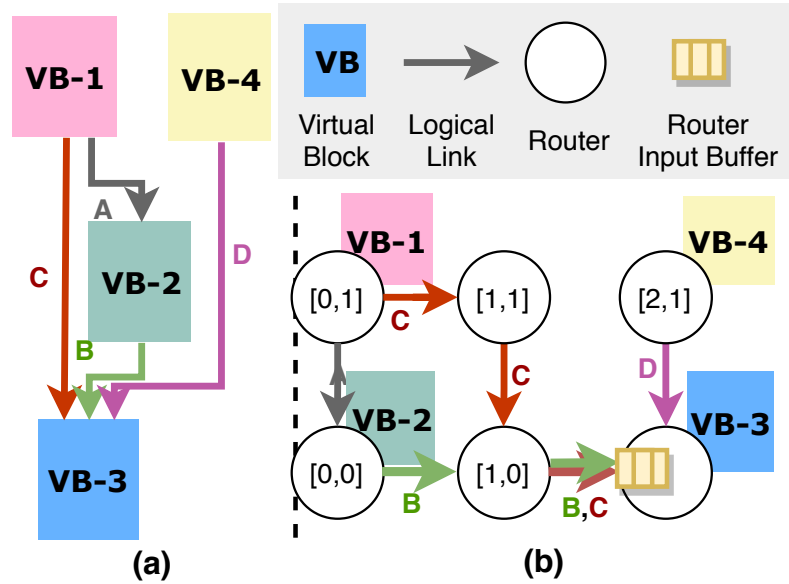 VB-1
VB-4
A
C
VB-2
D
B
VB-3
(a)
VB
Virtual
Block
Logical
Link
Router
Router
Input Buffer
VB-1
VB-4
[0,1]
[1,1]
[2,1]
C
A
C
D
VB-2
VB-3
[0,0]
[1,0]
B
B,C
(b)